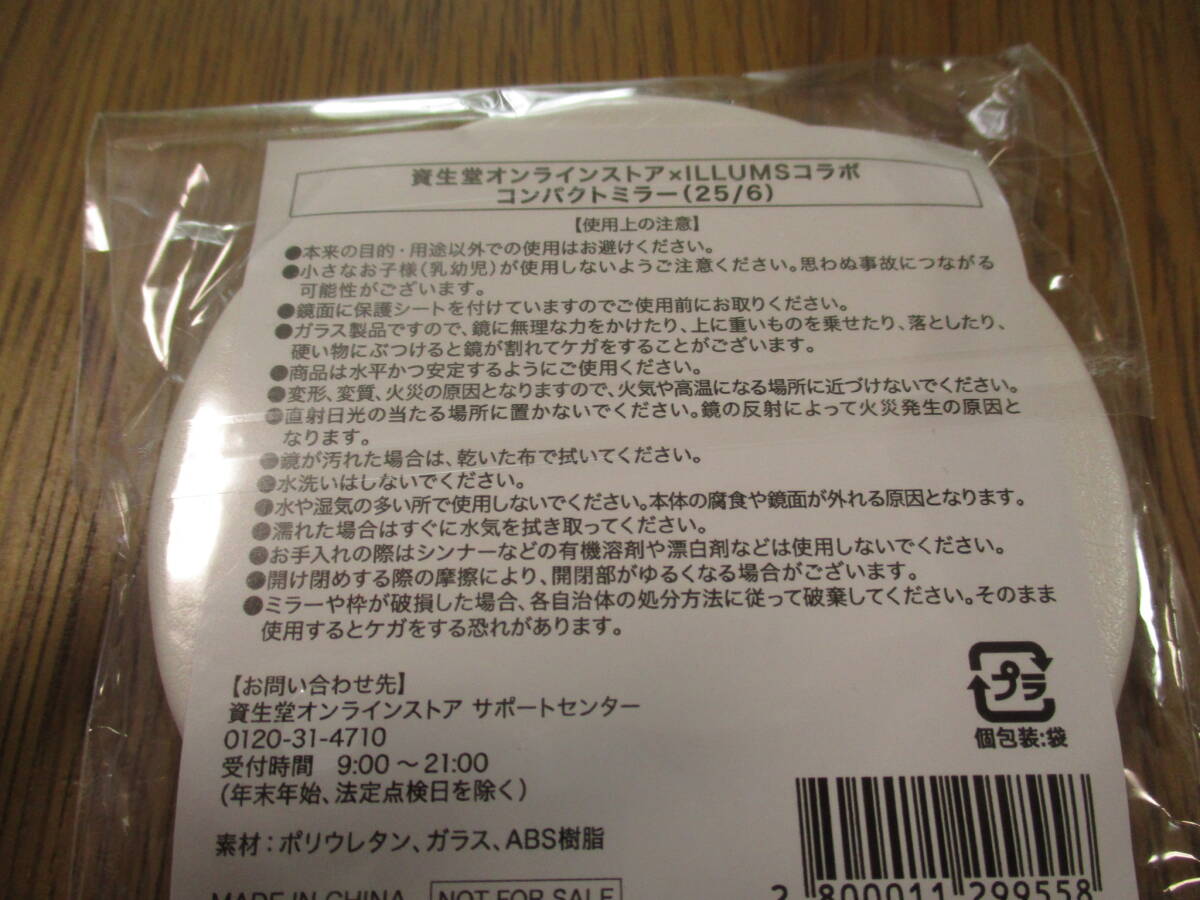 資生堂オンラインストア×ILLUMSコラボ
コンパクトミラー(25/6)
【使用上の注意】
●本来の目的・用途以外での使用はお避けください。
●小さなお子様(乳幼児)が使用しないようご注意ください。思わぬ事故につながる
可能性がございます。
●鏡面に保護シートを付けていますのでご使用前にお取りください。
●ガラス製品ですので、鏡に無理な力をかけたり、上に重いものを乗せたり、落としたり、
硬い物にぶつけると鏡が割れてケガをすることがございます。
●商品は水平かつ安定するようにご使用ください。
●変形、変質、火災の原因となりますので、火気や高温になる場所に近づけないでください。
●直射日光の当たる場所に置かないでください。鏡の反射によって火災発生の原因と
なります。
●鏡が汚れた場合は、乾いた布で拭いてください。
●水洗いはしないでください。
●水や湿気の多い所で使用しないでください。本体の腐食や鏡面が外れる原因となります。
●濡れた場合はすぐに水気を拭き取ってください。
●お手入れの際はシンナーなどの有機溶剤や漂白剤などは使用しないでください。
●開け閉めする際の摩擦により、開閉部がゆるくなる場合がございます。
●ミラーや枠が破損した場合、各自治体の処分方法に従って破棄してください。そのまま
使用するとケガをする恐れがあります。
【お問い合わせ先】
資生堂オンラインストア サポートセンター
0120-31-4710
受付時間 9:00～21:00
(年末年始、法定点検日を除く)
素材:ポリウレタン、ガラス、ABS樹脂
MADE IN CHINA NOT FOR SALE
プラ
個包装:袋
2 800011 299558